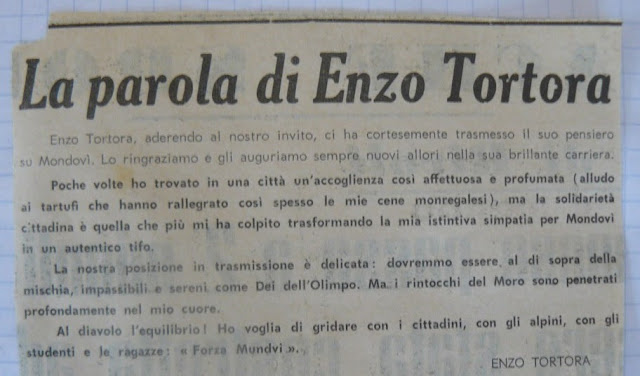 La parola di Enzo Tortora
Enzo Tortora, aderendo al nostro invito, ci ha cortesemente trasmesso il suo pensiero
su Mondovì. Lo ringraziamo e gli auguriamo sempre nuovi allori nella sua brillante carriera.
Poche volte ho trovato in una città un'accoglienza così affettuosa e profumata (alludo
ai tartufi che hanno rallegrato così spesso le mie cene monregalesi), ma la solidarietà
cittadina è quella che più mi ha colpito trasformando la mia istintiva simpatia per Mondovì
in un autentico tifo.
La nostra posizione in trasmissione è delicata: dovremmo essere al di sopra della
mischia, impassibili e sereni come Dei dell'Olimpo. Ma i rintocchi del Moro sono penetrati
profondamente nel mio cuore.
Al diavolo l'equilibrio! Ho voglia di gridare con i cittadini, con gli alpini, con gli
studenti e le ragazze: « Forza Mundvì ».
ENZO TORTORA